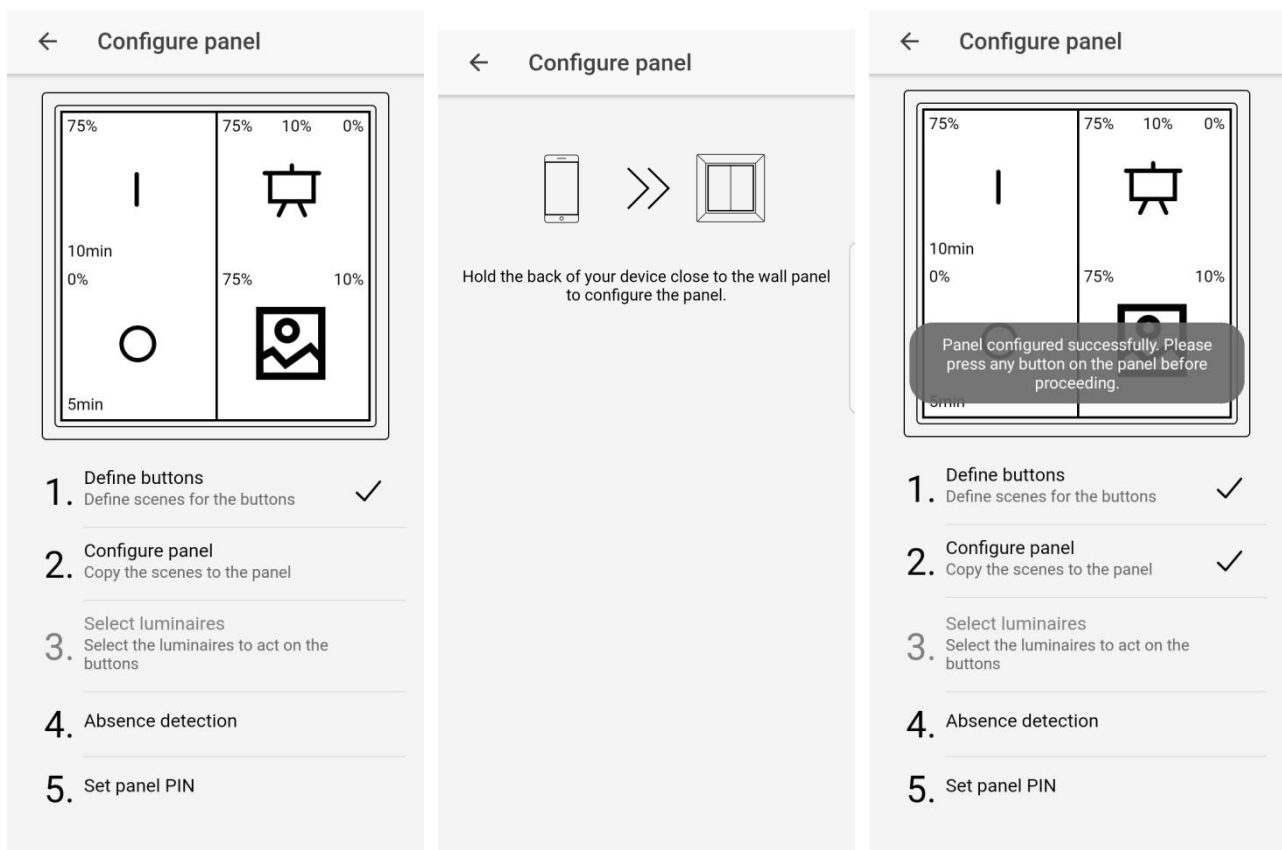 Configure panel
75%
75% 10% 0%
10min
0%
75% 10%
5min
1. Define buttons
Define scenes for the buttons
2. Configure panel
Copy the scenes to the panel
3. Select luminaires
Select the luminaires to act on the
buttons
4. Absence detection
5. Set panel PIN
Configure panel
Hold the back of your device close to the wall panel
to configure the panel.
Configure panel
75%
75% 10% 0%
10min
0%
75% 10%
Panel configured successfully. Please
press any button on the panel before
proceeding.
5min
1. Define buttons
Define scenes for the buttons
2. Configure panel
Copy the scenes to the panel
3. Select luminaires
Select the luminaires to act on the
buttons
4. Absence detection
5. Set panel PIN